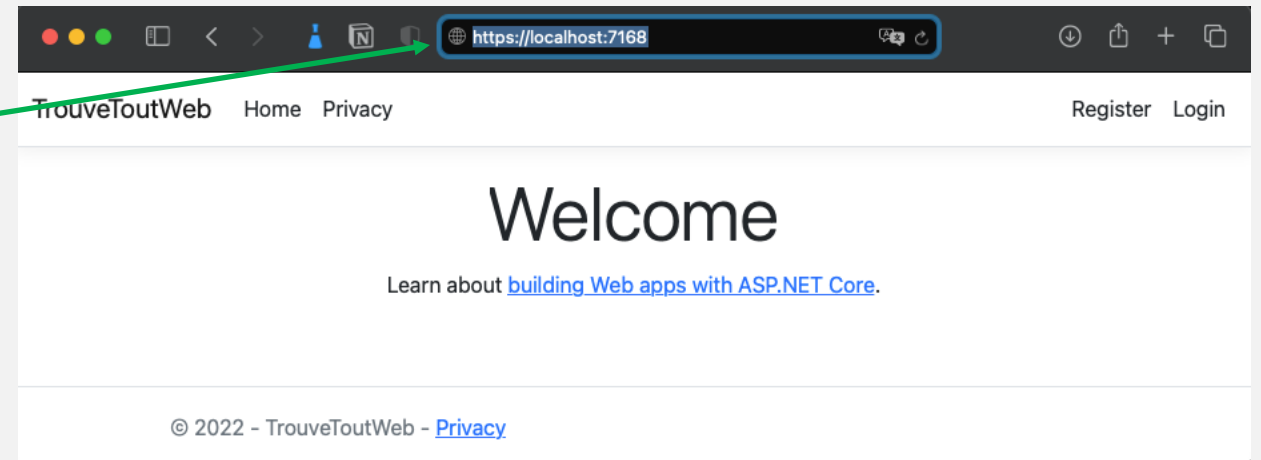 https://localhost:7168
TrouveToutWeb Home Privacy Register Login
Welcome
Learn about building Web apps with ASP.NET Core.
© 2022 - TrouveToutWeb - Privacy